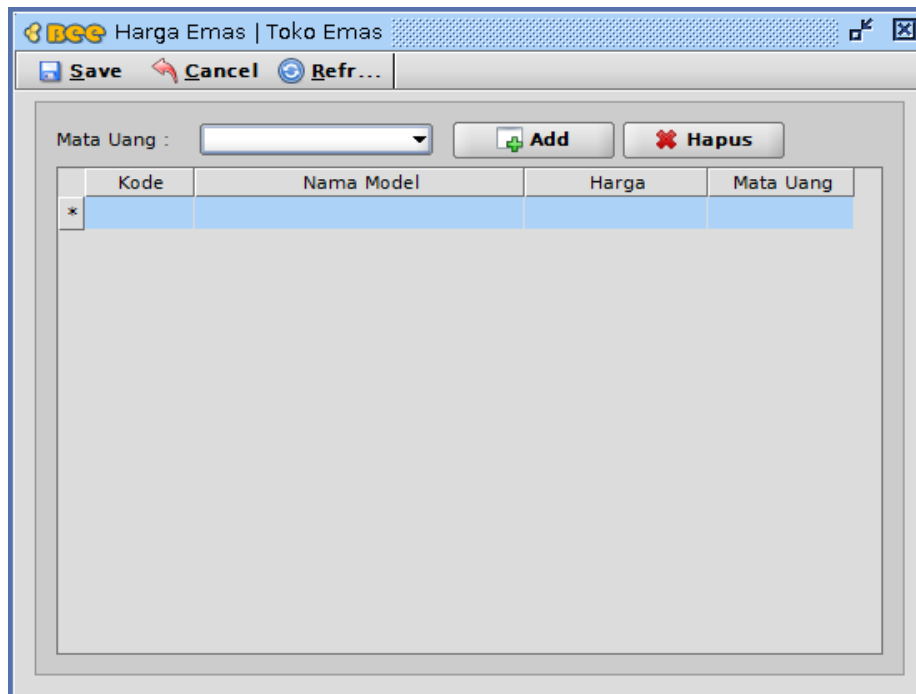 Bee Harga Emas | Toko Emas
Save Cancel Refr...
Mata Uang : Add Hapus
Kode Nama Model Harga Mata Uang
*